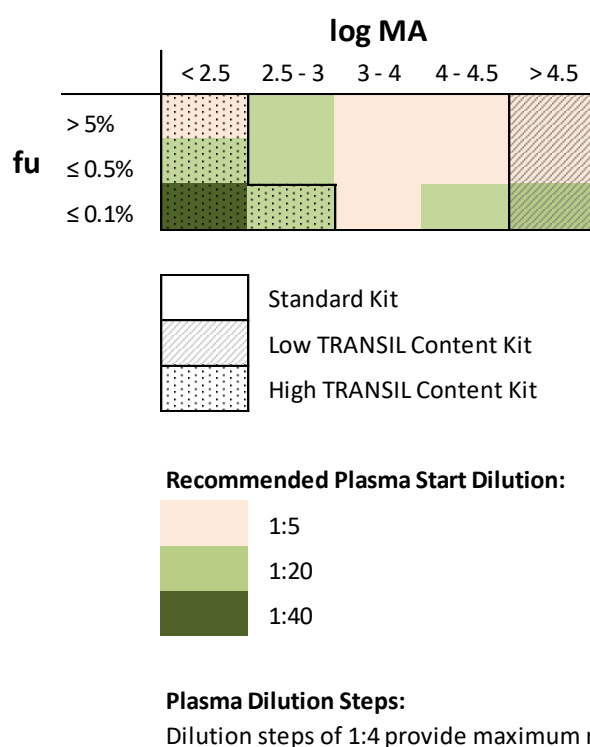 log MA
< 2.5 2.5 - 3 3 - 4 4 - 4.5 > 4.5
> 5%
fu ≤ 0.5%
≤ 0.1%
Standard Kit
Low TRANSIL Content Kit
High TRANSIL Content Kit
Recommended Plasma Start Dilution:
1:5
1:20
1:40
Plasma Dilution Steps:
Dilution steps of 1:4 provide maximum